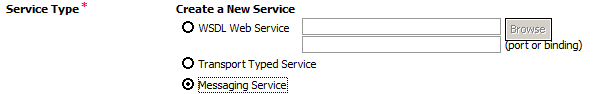 Service Type * Create a New Service
WSDL Web Service Browse
(port or binding)
Transport Typed Service
Messaging Service